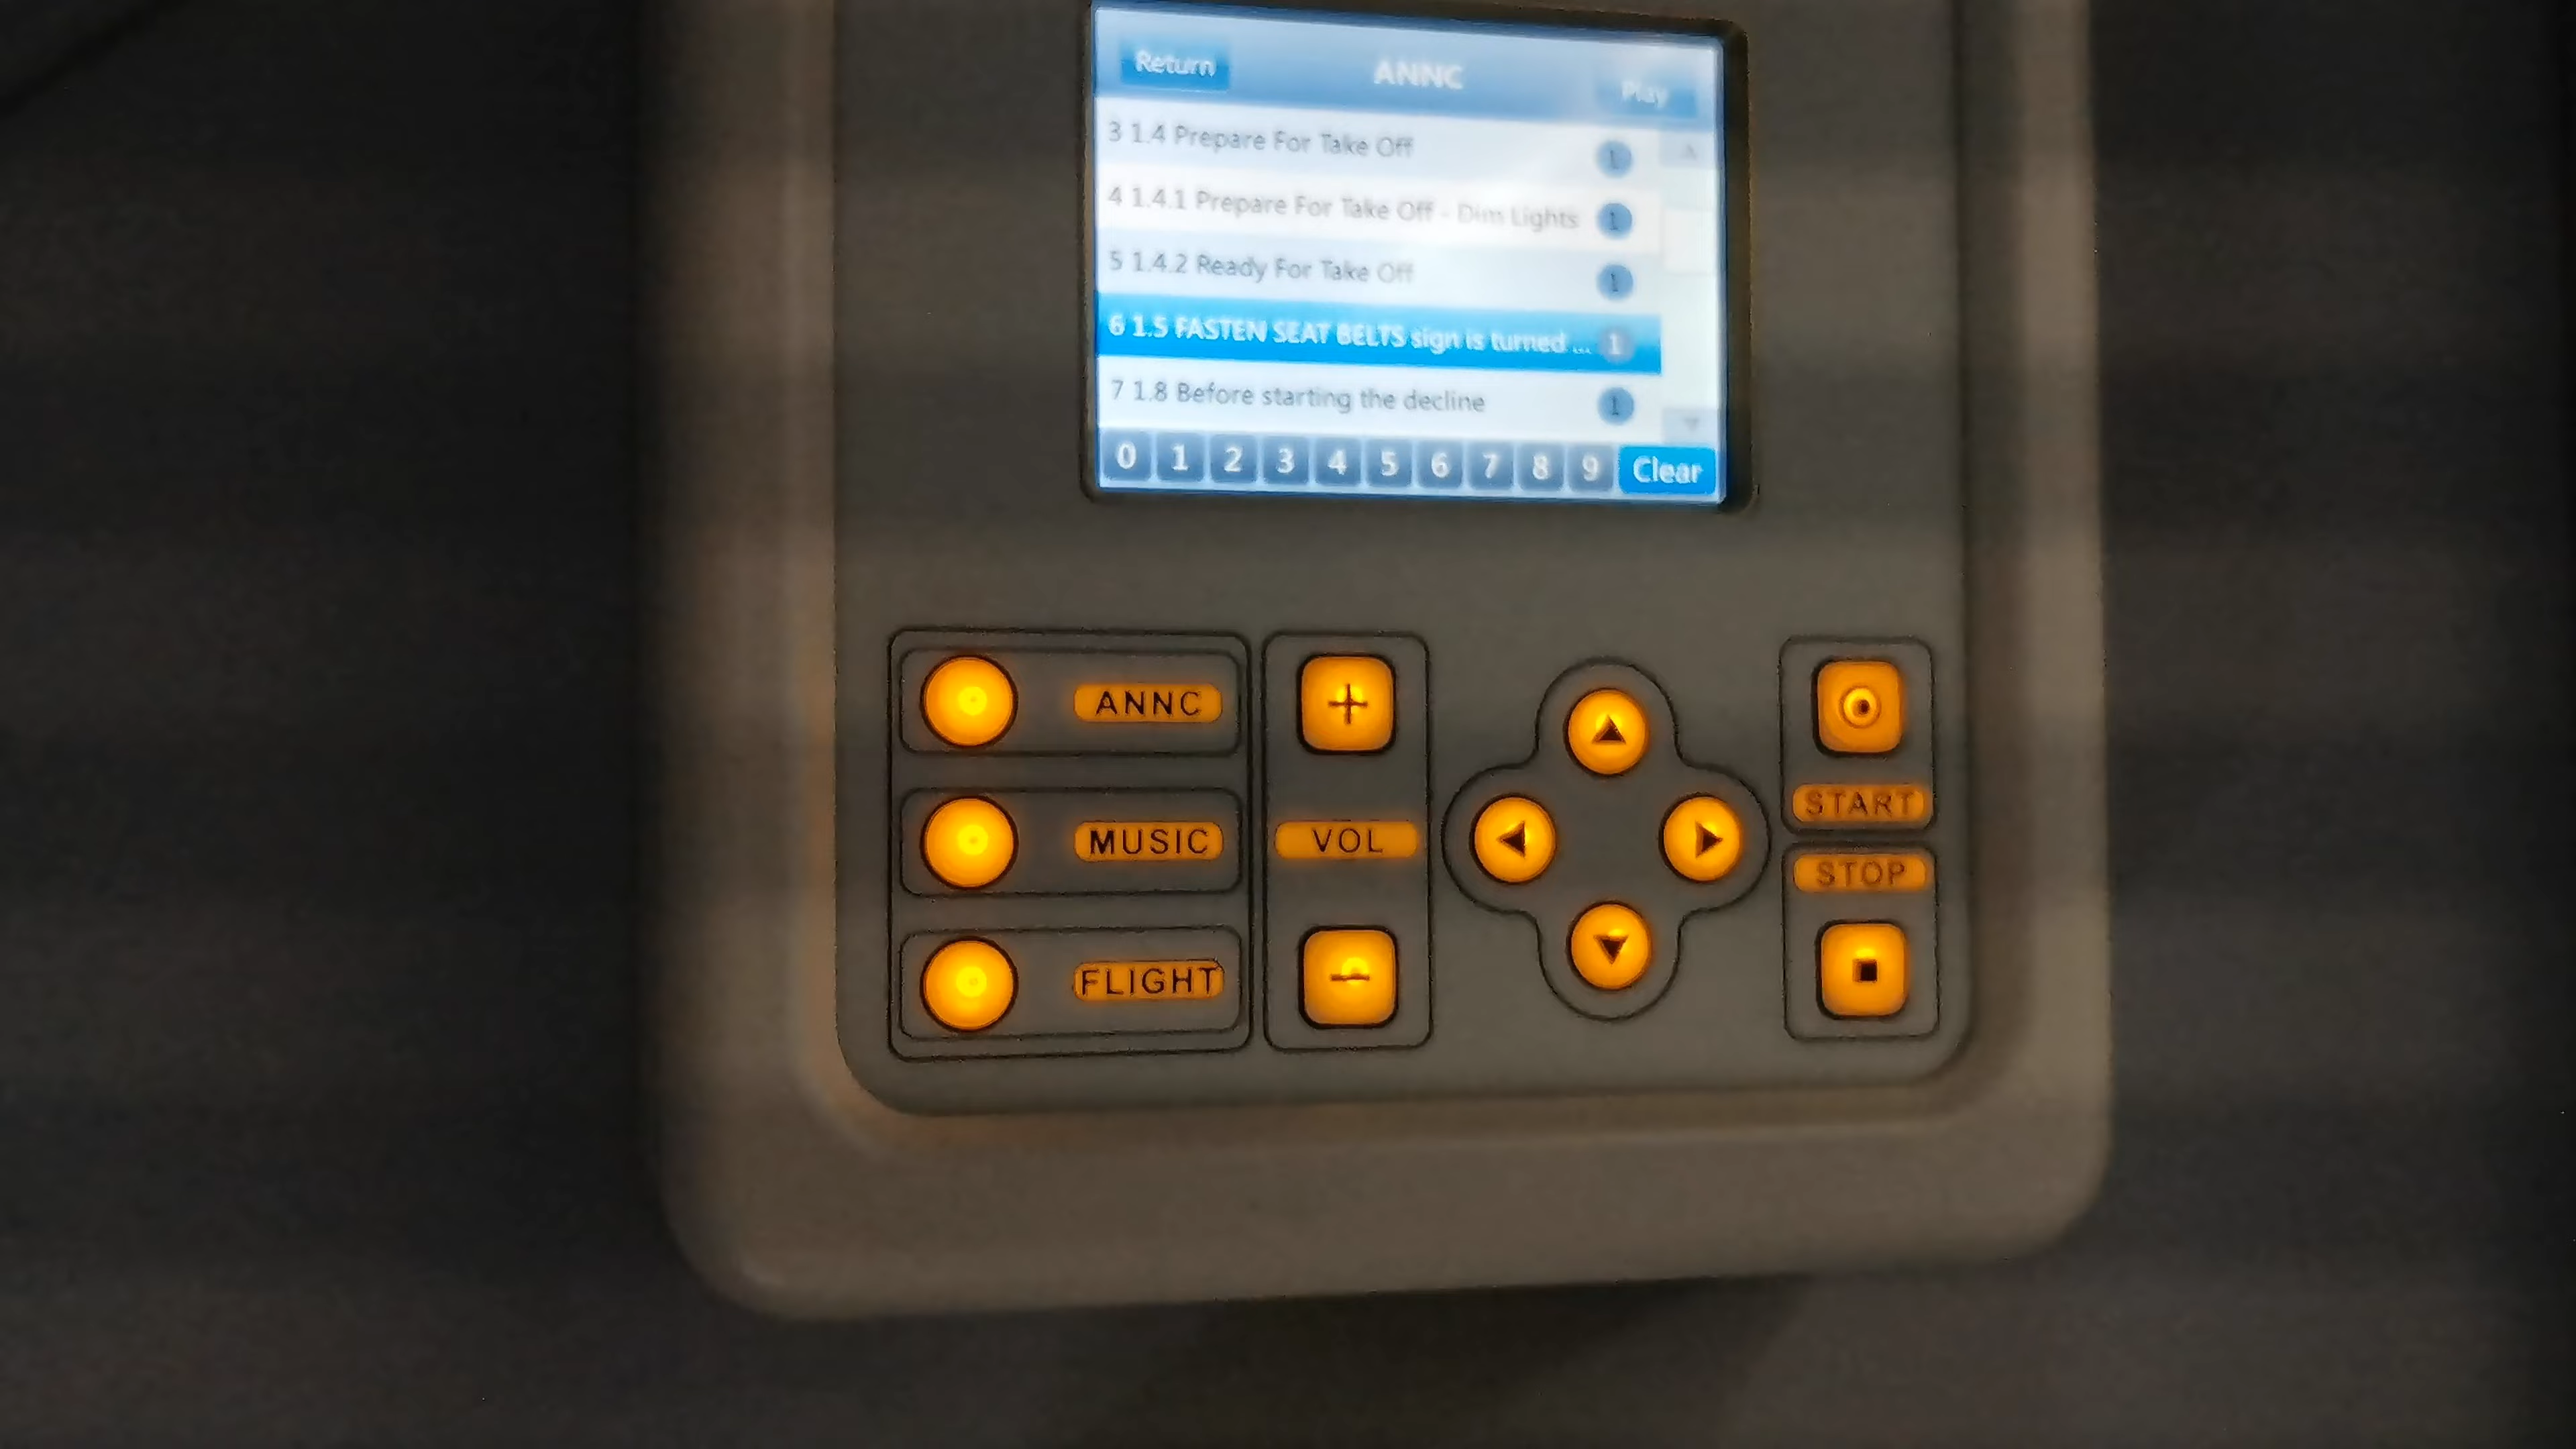 Return ANNC Play
3 1.4 Prepare For Take Off 1
4 1.4.1 Prepare For Take Off - Dim Lights 1
5 1.4.2 Ready For Take Off 1
6 1.5 FASTEN SEAT BELTS sign is turned ... 1
7 1.8 Before starting the decline 1
0 1 2 3 4 5 6 7 8 9 Clear
ANNC
MUSIC
FLIGHT
VOL
START
STOP